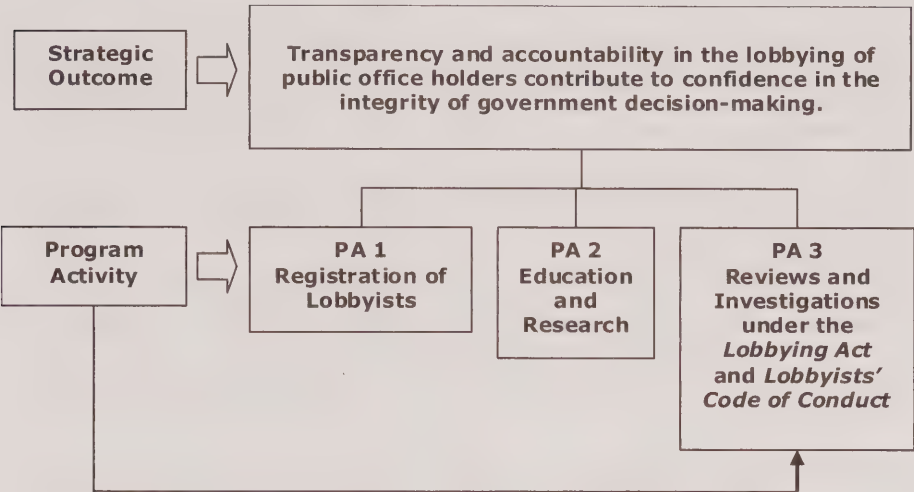 Strategic
Outcome
Transparency and accountability in the lobbying of
public office holders contribute to confidence in the
integrity of government decision-making.
Program
Activity
PA 1
Registration of
Lobbyists
PA 2
Education
and
Research
PA 3
Reviews and
Investigations
under the
Lobbying Act
and Lobbyists'
Code of Conduct